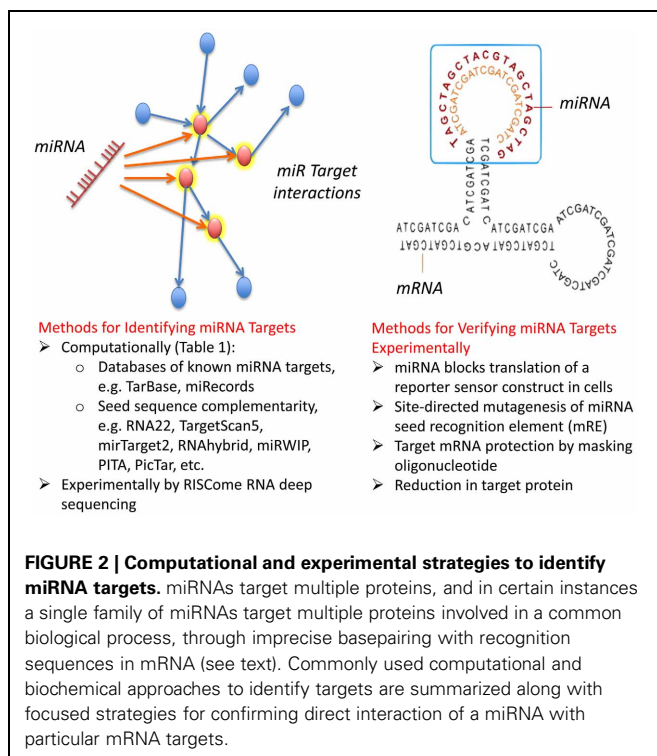 miRNA
miR Target
interactions
TAGCTAGCTACGTAGCTAGCTAG
miRNA
ATCGATCGA
TCGATCGAT
C
C
ATCGATCGA
ATCGATCGA
mRNA
Methods for Identifying miRNA Targets
➤ Computationally (Table 1):
o Databases of known miRNA targets,
e.g. TarBase, miRecords
o Seed sequence complementarity,
e.g. RNA22, TargetScan5,
mirTarget2, RNAhybrid, miRWIP,
PITA, PicTar, etc.
➤ Experimentally by RISCome RNA deep
sequencing
Methods for Verifying miRNA Targets
Experimentally
➤ miRNA blocks translation of a
reporter sensor construct in cells
➤ Site-directed mutagenesis of miRNA
seed recognition element (mRE)
➤ Target mRNA protection by masking
oligonucleotide
➤ Reduction in target protein
FIGURE 2 | Computational and experimental strategies to identify
miRNA targets. miRNAs target multiple proteins, and in certain instances
a single family of miRNAs target multiple proteins involved in a common
biological process, through imprecise basepairing with recognition
sequences in mRNA (see text). Commonly used computational and
biochemical approaches to identify targets are summarized along with
focused strategies for confirming direct interaction of a miRNA with
particular mRNA targets.